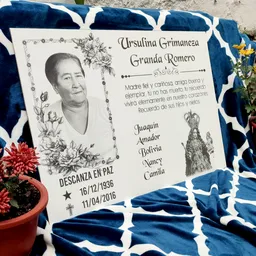 Ursulina Grimaneza
Granda Romero
Madre fiel y cariñosa, amiga buena y
ejemplar, tu no has muerto, tu recuerdo
vivirá eternamente en nuestro corazón
Recuerdo de sus hijos y nietos.
Joaquin
Amador
Bolivia
Nancy
Camila
DESCANZA EN PAZ
16/12/1936
11/04/2016